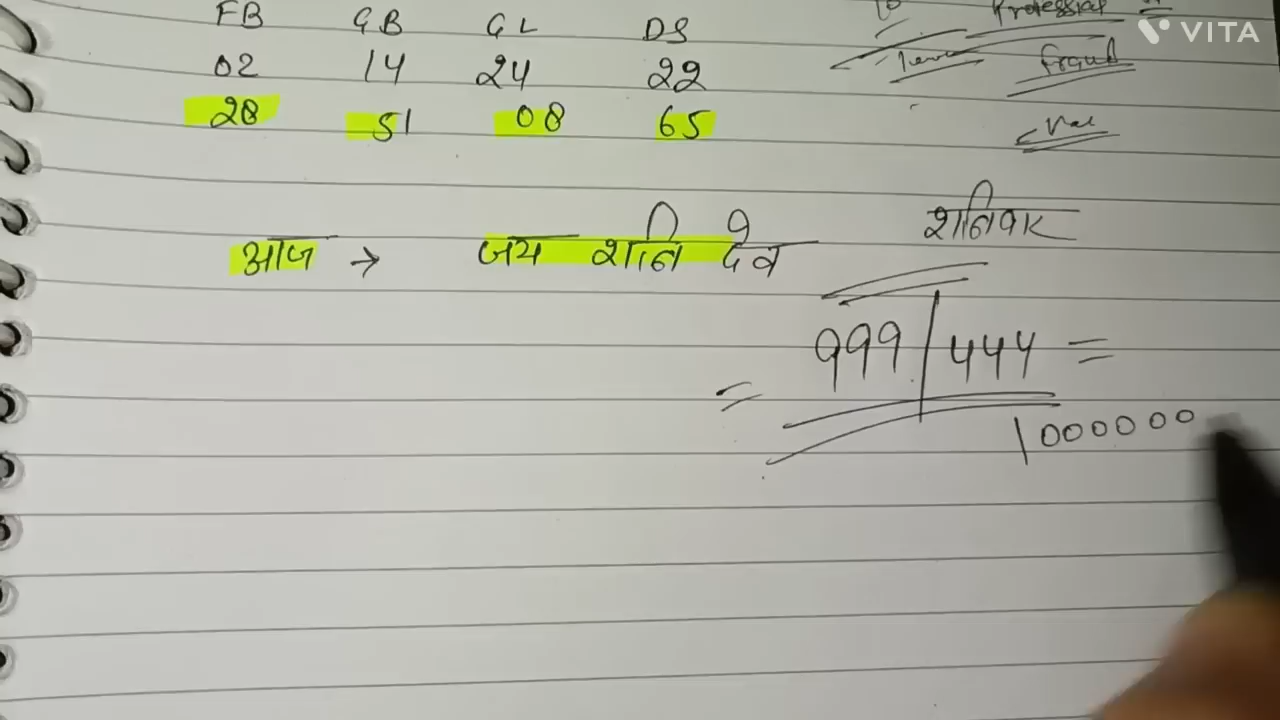 FB GB GL DS
02 14 24 22
28 51 08 65
Fraud
VITA
आज → जय शनि देव
शनिवार
= 999 | 444 =
1000000